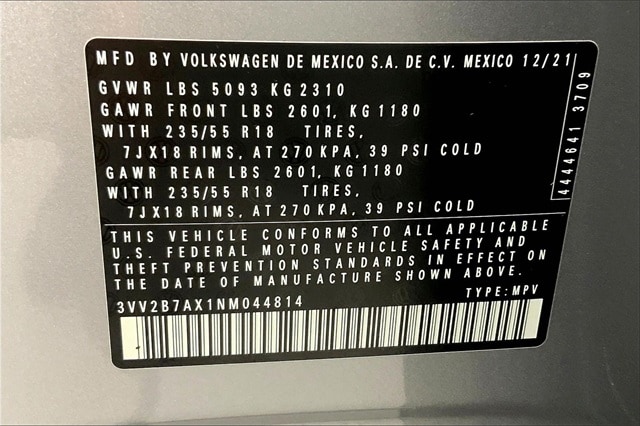 MFD BY VOLKSWAGEN DE MEXICO S.A. DE C.V. MEXICO 12/21
GVWR LBS 5093 KG 2310
GAWR FRONT LBS 2601, KG 1180
WITH 235/55 R18 TIRES,
7JX18 RIMS, AT 270 KPA, 39 PSI COLD
GAWR REAR LBS 2601, KG 1180
WITH 235/55 R18 TIRES,
7JX18 RIMS, AT 270 KPA, 39 PSI COLD
4444641 3709
THIS VEHICLE CONFORMS TO ALL APPLICABLE
U.S. FEDERAL MOTOR VEHICLE SAFETY AND
THEFT PREVENTION STANDARDS IN EFFECT ON
THE DATE OF MANUFACTURE SHOWN ABOVE.
3VV2B7AX1NM044814 TYPE: MPV